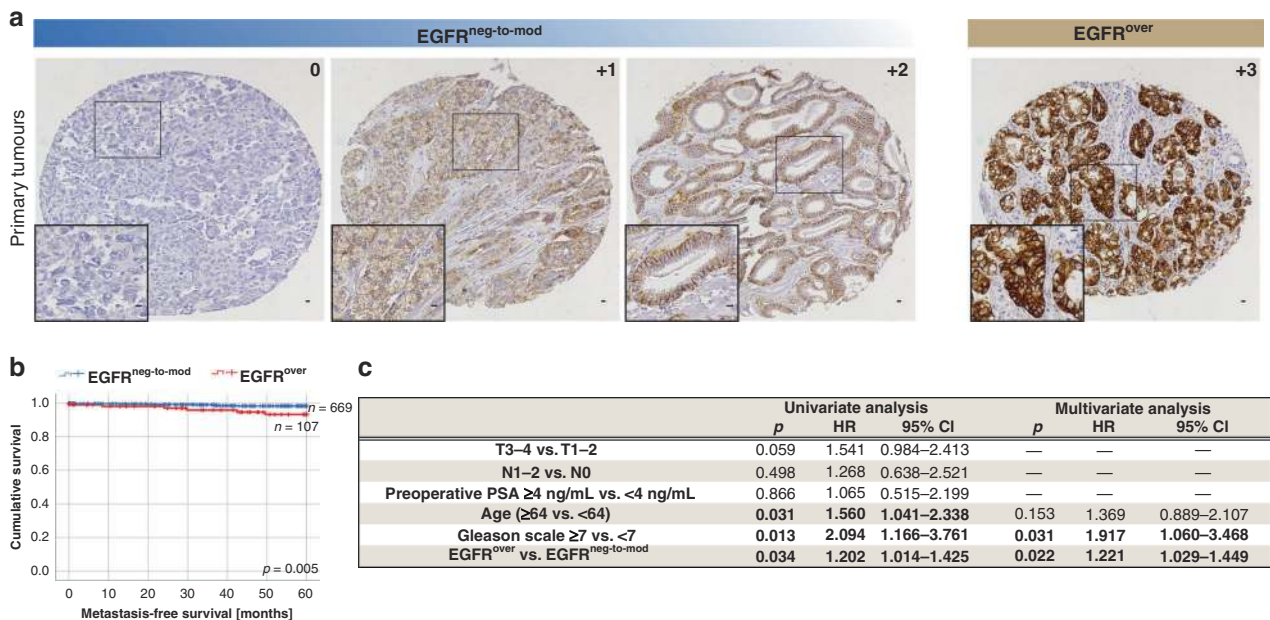 a
EGFRneg-to-mod
EGFRover
0
+1
+2
+3
Primary tumours
b
EGFRneg-to-mod
EGFRover
1.0
0.8
0.6
0.4
0.2
0.0
n = 669
n = 107
p = 0.005
0 10 20 30 40 50 60
Cumulative survival
Metastasis-free survival [months]
c
Univariate analysis Multivariate analysis
p HR 95% CI p HR 95% CI
T3–4 vs. T1–2 0.059 1.541 0.984–2.413 — — —
N1–2 vs. N0 0.498 1.268 0.638–2.521 — — —
Preoperative PSA ≥4 ng/mL vs. <4 ng/mL 0.866 1.065 0.515–2.199 — — —
Age (≥64 vs. <64) 0.031 1.560 1.041–2.338 0.153 1.369 0.889–2.107
Gleason scale ≥7 vs. <7 0.013 2.094 1.166–3.761 0.031 1.917 1.060–3.468
EGFRover vs. EGFRneg-to-mod 0.034 1.202 1.014–1.425 0.022 1.221 1.029–1.449